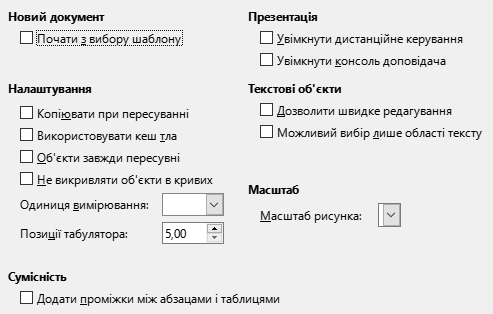 Новий документ
Почати з вибору шаблону
Налаштування
Копіювати при пересуванні
Використовувати кеш тла
Об'єкти завжди пересувні
Не викривляти об'єкти в кривих
Одиниця вимірювання:
Позиції табулятора: 5,00
Сумісність
Додати проміжки між абзацами і таблицями
Презентація
Увімкнути дистанційне керування
Увімкнути консоль доповідача
Текстові об'єкти
Дозволити швидке редагування
Можливий вибір лише області тексту
Масштаб
Масштаб рисунка: